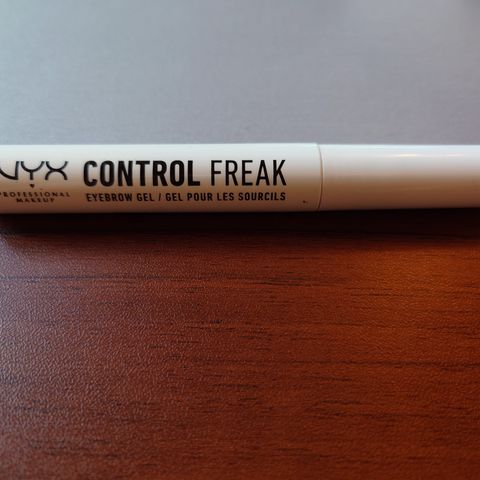 NYX CONTROL FREAK
PROFESSIONAL MAKEUP
EYEBROW GEL / GEL POUR LES SOURCILS